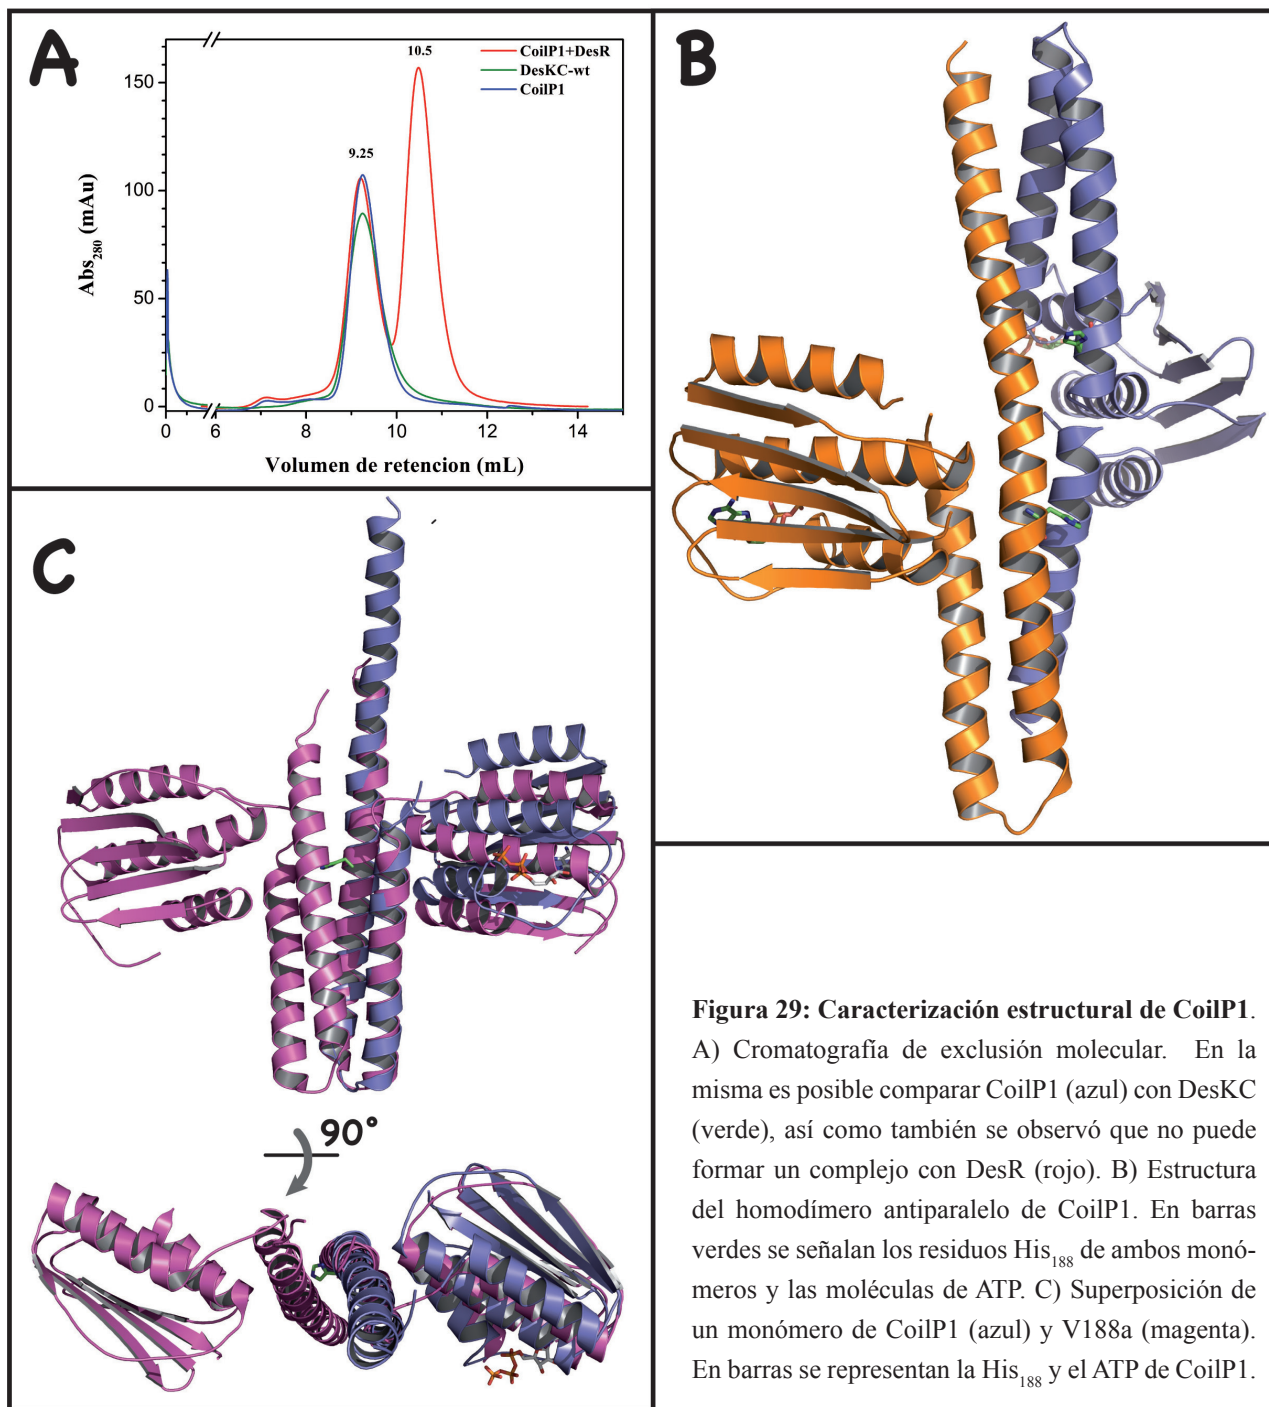 A
CoilP1+DesR
DesKC-wt
CoilP1
10.5
9.25
150
100
50
0
Abs280 (mAu)
0 6 8 10 12 14
Volumen de retencion (mL)
B
C
90°
Figura 29: Caracterización estructural de CoilP1.
A) Cromatografía de exclusión molecular. En la
misma es posible comparar CoilP1 (azul) con DesKC
(verde), así como también se observó que no puede
formar un complejo con DesR (rojo). B) Estructura
del homodímero antiparalelo de CoilP1. En barras
verdes se señalan los residuos His188 de ambos monó-
meros y las moléculas de ATP. C) Superposición de
un monómero de CoilP1 (azul) y V188a (magenta).
En barras se representan la His188 y el ATP de CoilP1.